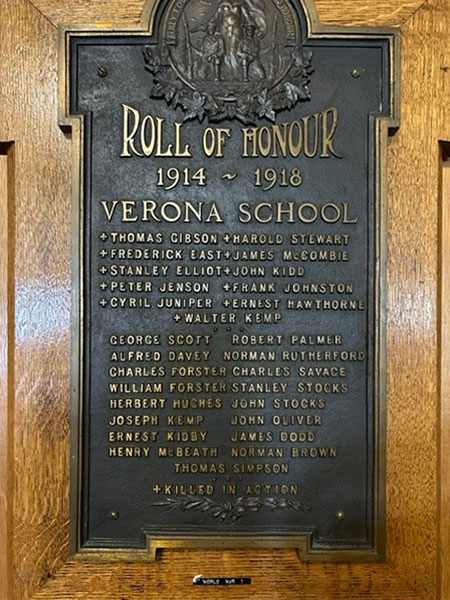 ROLL OF HONOUR
1914 ~ 1918
VERONA SCHOOL
+THOMAS GIBSON +HAROLD STEWART
+FREDERICK EAST +JAMES McCOMBIE
+STANLEY ELLIOT +JOHN KIDD
+PETER JENSON +FRANK JOHNSTON
+CYRIL JUNIPER +ERNEST HAWTHORNE
+WALTER KEMP
GEORGE SCOTT ROBERT PALMER
ALFRED DAVEY NORMAN RUTHERFORD
CHARLES FORSTER CHARLES SAVAGE
WILLIAM FORSTER STANLEY STOCKS
HERBERT HUGHES JOHN STOCKS
JOSEPH KEMP JOHN OLIVER
ERNEST KIDBY JAMES DODD
HENRY McBEATH NORMAN BROWN
THOMAS SIMPSON
+KILLED IN ACTION
WORLD WAR 1